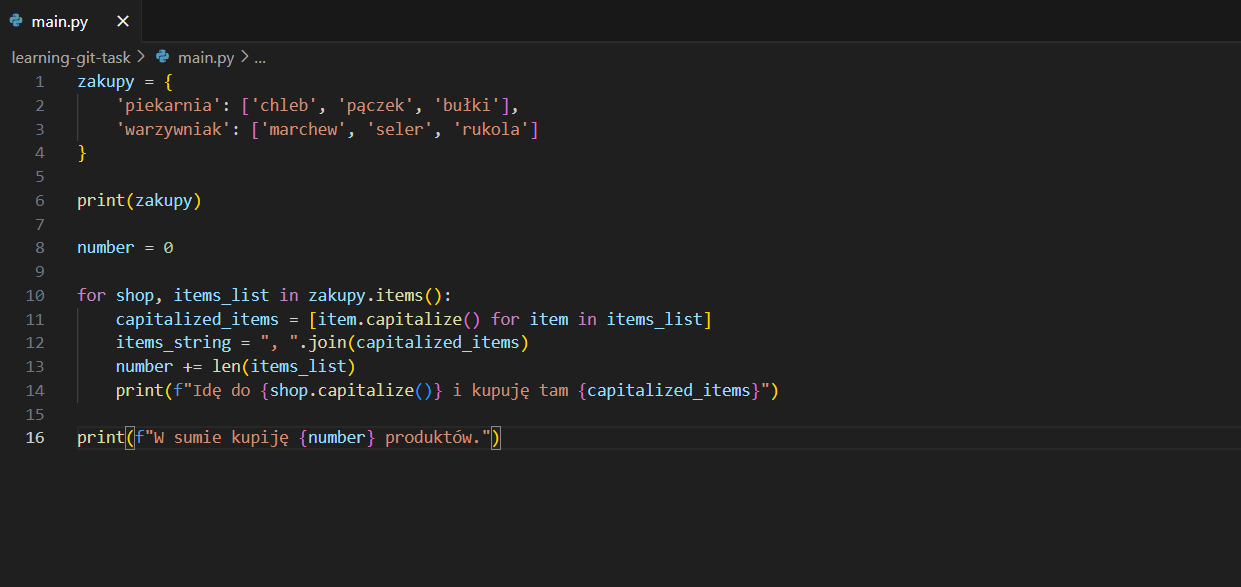 main.py
learning-git-task > main.py > ...
1 zakupy = {
2     'piekarnia': ['chleb', 'pączek', 'bułki'],
3     'warzywniak': ['marchew', 'seler', 'rukola']
4 }
5
6 print(zakupy)
7
8 number = 0
9
10 for shop, items_list in zakupy.items():
11     capitalized_items = [item.capitalize() for item in items_list]
12     items_string = ", ".join(capitalized_items)
13     number += len(items_list)
14     print(f"Idę do {shop.capitalize()} i kupuję tam {capitalized_items}")
15
16 print(f"W sumie kupiję {number} produktów.")